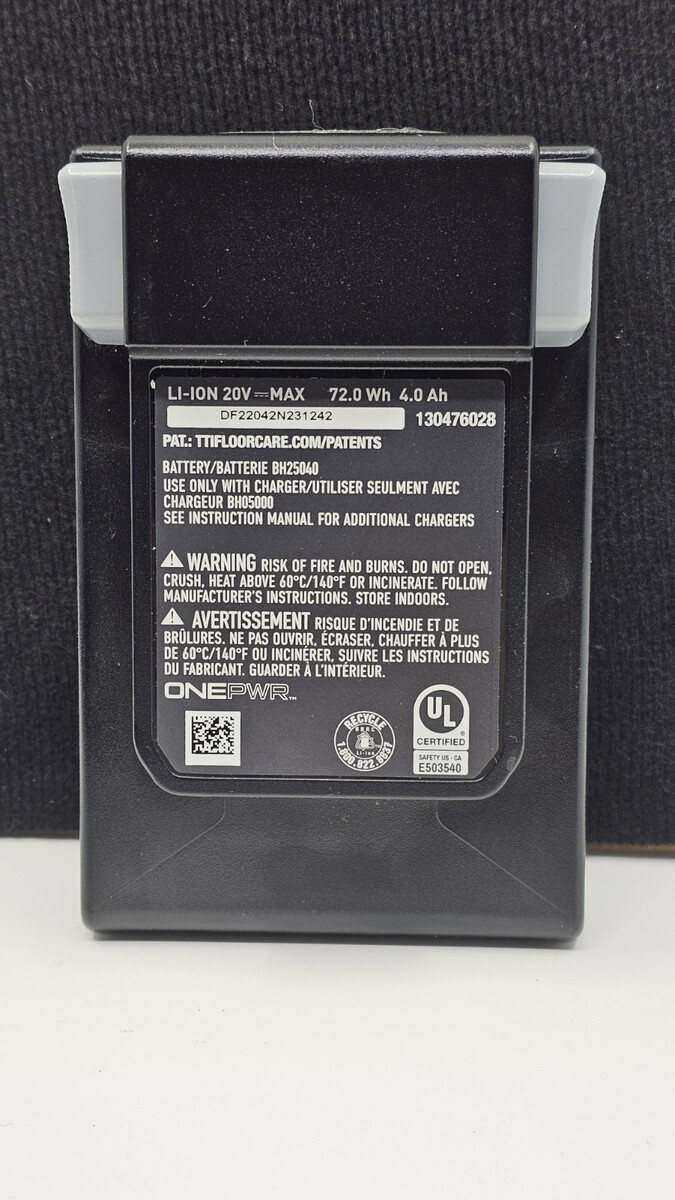 LI-ION 20V⎓MAX 72.0 Wh 4.0 Ah
DF22042N231242 130476028
PAT.: TTIFLOORCARE.COM/PATENTS
BATTERY/BATTERIE BH25040
USE ONLY WITH CHARGER/UTILISER SEULMENT AVEC
CHARGEUR BH05000
SEE INSTRUCTION MANUAL FOR ADDITIONAL CHARGERS
WARNING RISK OF FIRE AND BURNS. DO NOT OPEN,
CRUSH, HEAT ABOVE 60°C/140°F OR INCINERATE. FOLLOW
MANUFACTURER'S INSTRUCTIONS. STORE INDOORS.
AVERTISSEMENT RISQUE D'INCENDIE ET DE
BRÛLURES. NE PAS OUVRIR, ÉCRASER, CHAUFFER À PLUS
DE 60°C/140°F OU INCINÉRER, SUIVRE LES INSTRUCTIONS
DU FABRICANT. GUARDER À L'INTÉRIEUR.
ONEPWR™
RECYCLE
RBRC
Li-ion
1.800.822.8837
UL®
CERTIFIED
SAFETY US - CA
E503540